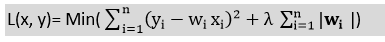 L(x, y)= Min( ∑ⁿᵢ₌₁(yᵢ − wᵢ xᵢ)² + λ ∑ⁿᵢ₌₁|𝐰ᵢ |)